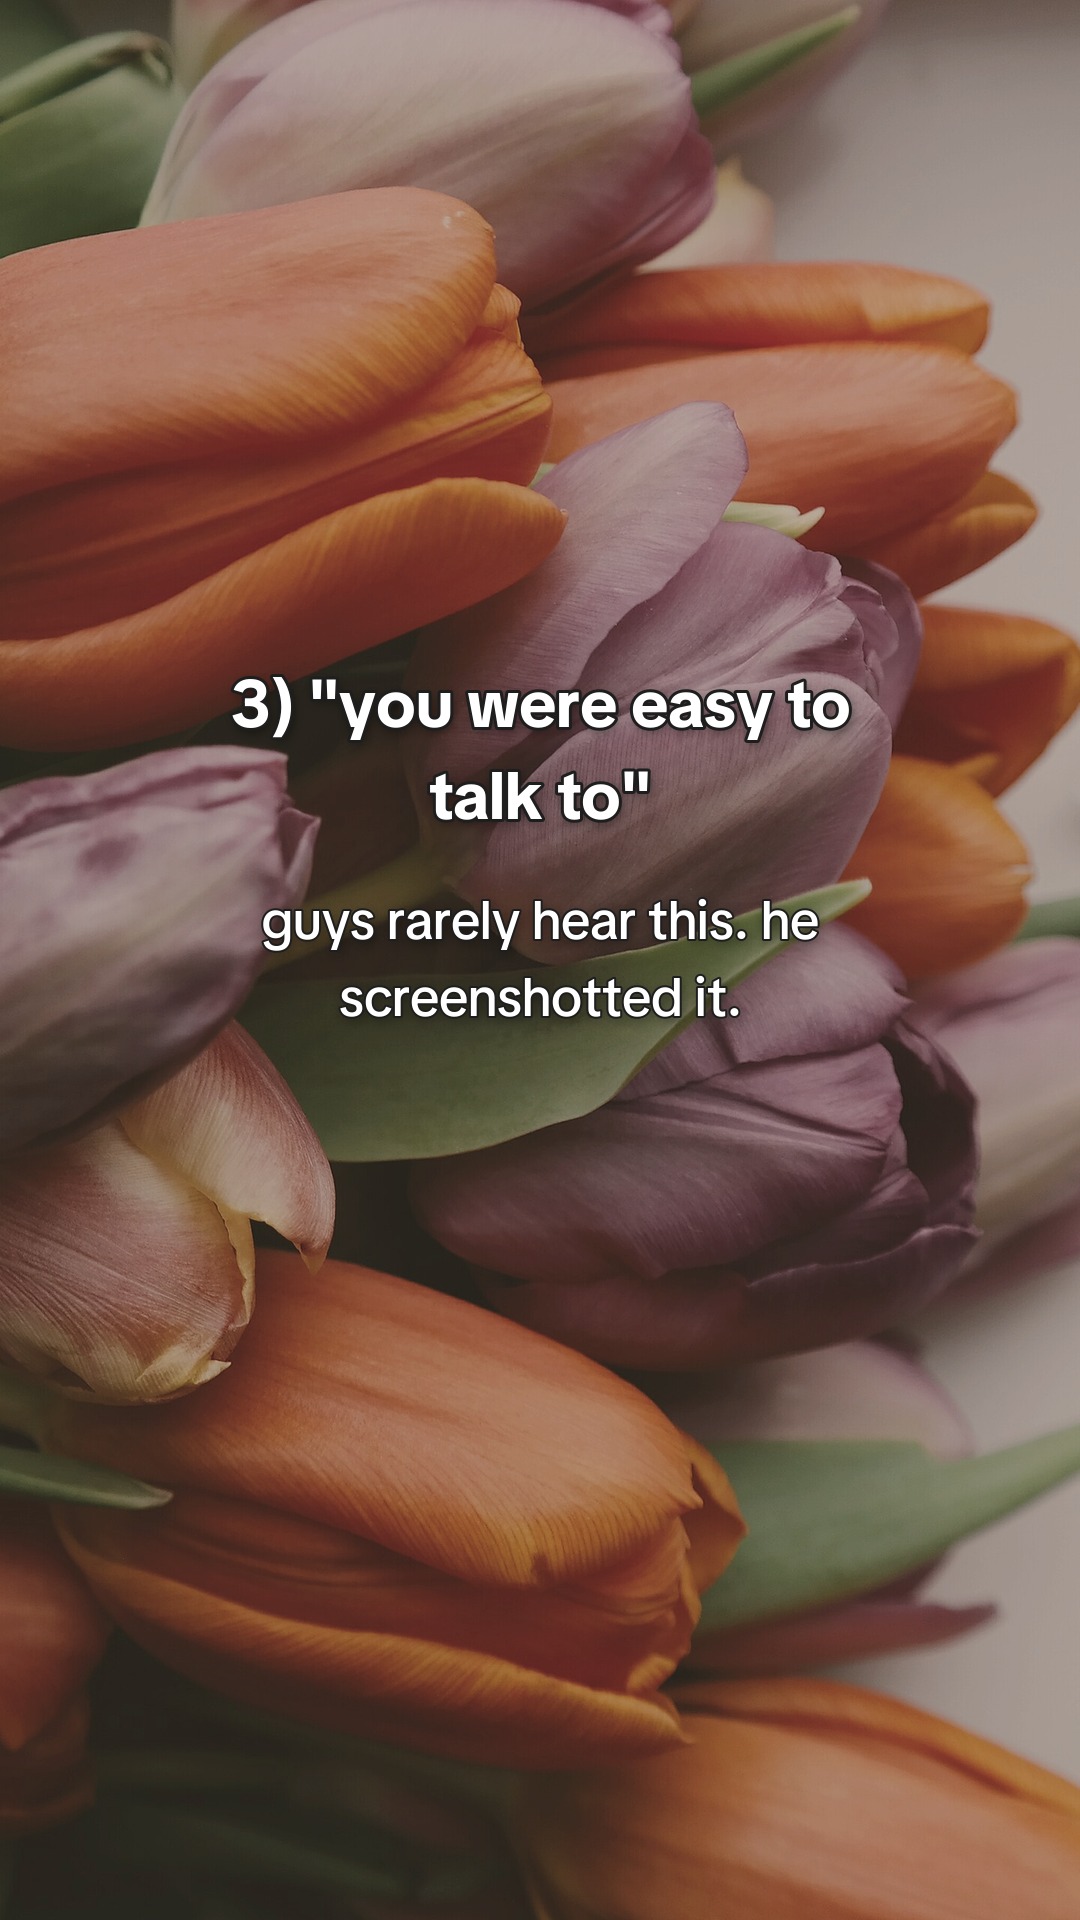 3) "you were easy to
talk to"
guys rarely hear this. he
screenshotted it.